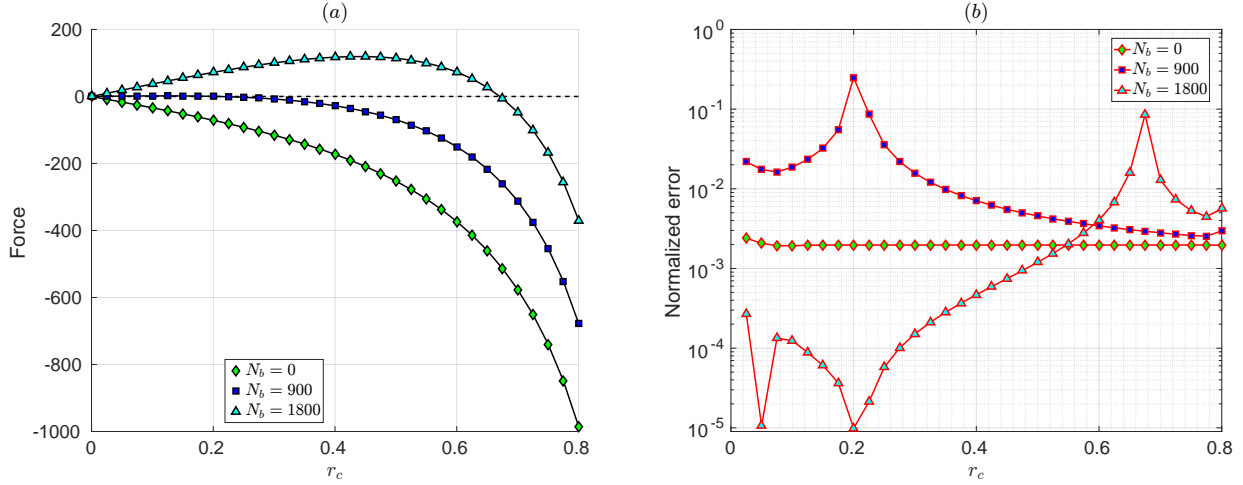 (a)
200
0
-200
-400
-600
-800
-1000
Force
0
0.2
0.4
0.6
0.8
r_c
N_b = 0
N_b = 900
N_b = 1800
(b)
10^0
10^-1
10^-2
10^-3
10^-4
10^-5
Normalized error
0
0.2
0.4
0.6
0.8
r_c
N_b = 0
N_b = 900
N_b = 1800